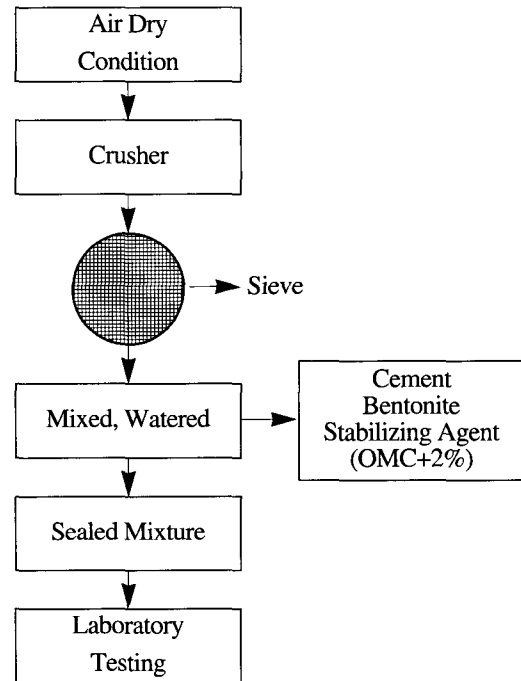 Air Dry
Condition
Crusher
Sieve
Mixed, Watered
Cement
Bentonite
Stabilizing Agent
(OMC+2%)
Sealed Mixture
Laboratory
Testing